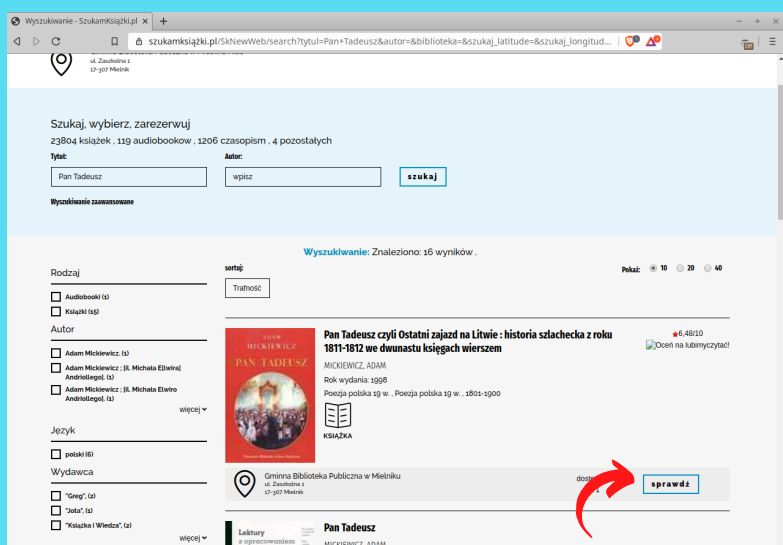 Wyszukiwanie - SzukamKsiążki.pl
szukamksiążki.pl/SkNewWeb/search?tytul=Pan+Tadeusz&autor=&biblioteka=&szukaj_latitude=&szukaj_longitud...
Off
ul. Zaszkolna 1
17-307 Mielnik
Szukaj, wybierz, zarezerwuj
23804 książek , 119 audiobookow , 1206 czasopism , 4 pozostałych
Tytuł: Autor:
Pan Tadeusz wpisz szukaj
Wyszukiwanie zaawansowane
Wyszukiwanie: Znaleziono: 16 wyników .
Rodzaj
Audiobooki (1)
Książki (15)
Autor
Adam Mickiewicz. (1)
Adam Mickiewicz ; [il. Michała E[lwira]
Andriollego]. (1)
Adam Mickiewicz ; [il. Michała Elwiro
Andriollego]. (1)
więcej
Język
polski (6)
Wydawca
"Greg", (2)
"Jota", (1)
"Książka i Wiedza", (2)
więcej
sortuj: Pokaż: 10 20 40
Trafność
ADAM
MICKIEWICZ
PAN TADEUSZ
Pan Tadeusz czyli Ostatni zajazd na Litwie : historia szlachecka z roku
1811-1812 we dwunastu księgach wierszem
MICKIEWICZ, ADAM
Rok wydania: 1998
Poezja polska 19 w. , Poezja polska 19 w. , 1801-1900
KSIĄŻKA
6,48/10
Oceń na lubimyczytać!
Gminna Biblioteka Publiczna w Mielniku
ul. Zaszkolna 1
17-307 Mielnik
1
sprawdź
Lektury
z opracowaniem
Pan Tadeusz
MICKIEWICZ, ADAM